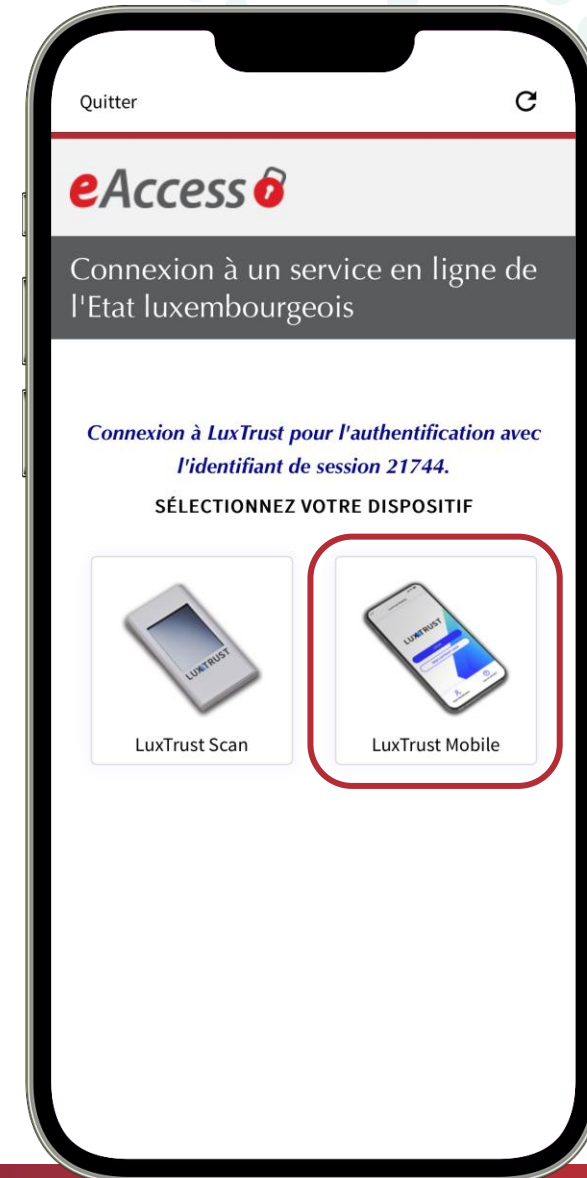 Quitter
eAccess
Connexion à un service en ligne de
l'Etat luxembourgeois
Connexion à LuxTrust pour l'authentification avec
l'identifiant de session 21744.
SÉLECTIONNEZ VOTRE DISPOSITIF
LUXTRUST
LUXTRUST
LuxTrust Scan
LuxTrust Mobile